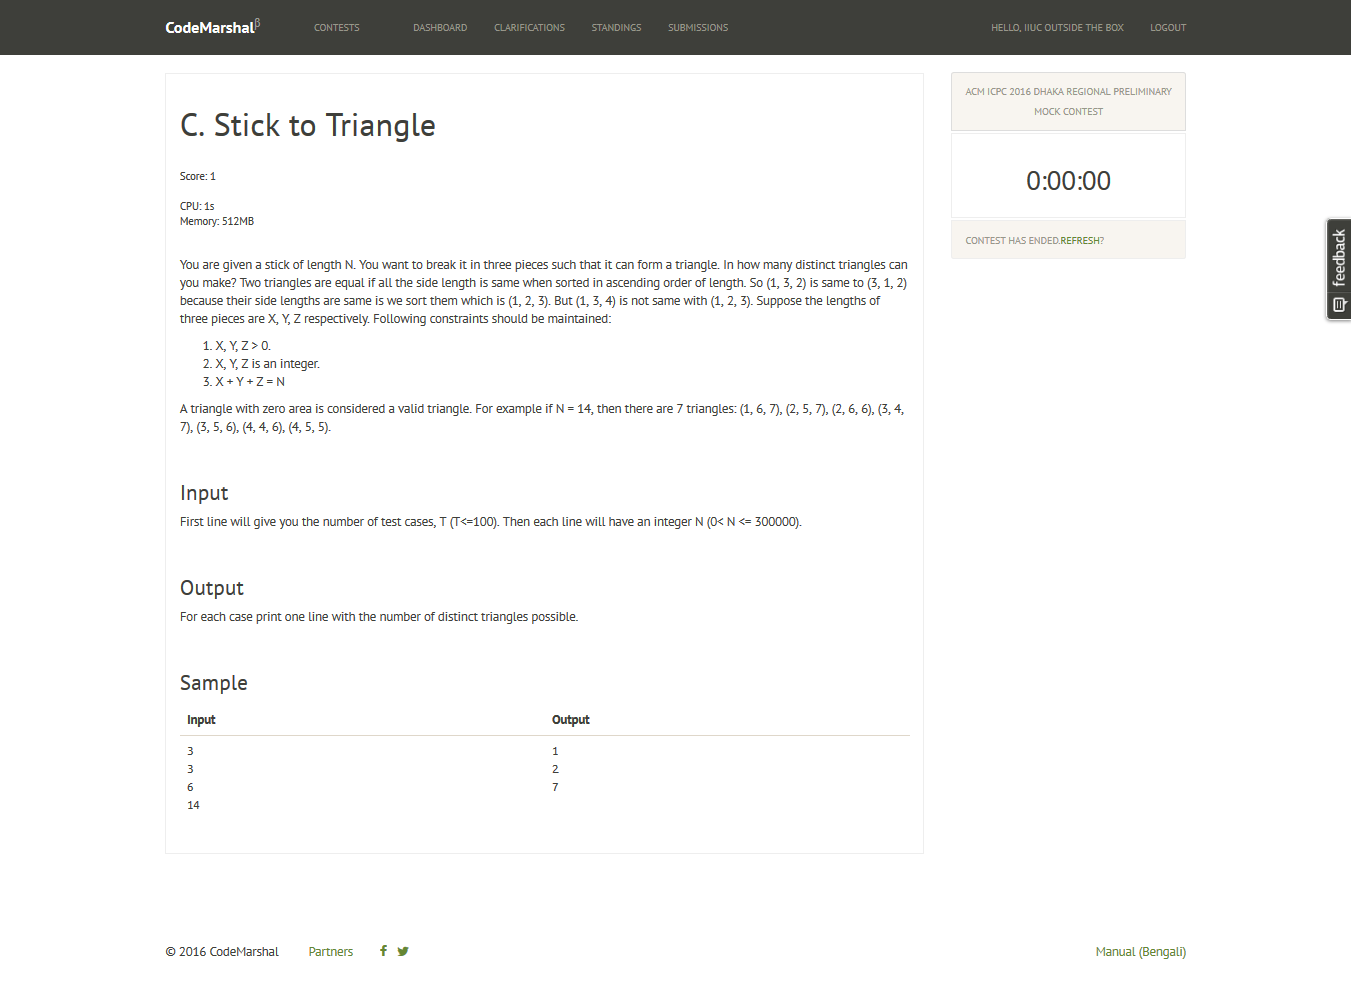 CodeMarshalβ CONTESTS DASHBOARD CLARIFICATIONS STANDINGS SUBMISSIONS HELLO, IIUC OUTSIDE THE BOX LOGOUT
C. Stick to Triangle
Score: 1
CPU: 1s
Memory: 512MB
You are given a stick of length N. You want to break it in three pieces such that it can form a triangle. In how many distinct triangles can
you make? Two triangles are equal if all the side length is same when sorted in ascending order of length. So (1, 3, 2) is same to (3, 1, 2)
because their side lengths are same is we sort them which is (1, 2, 3). But (1, 3, 4) is not same with (1, 2, 3). Suppose the lengths of
three pieces are X, Y, Z respectively. Following constraints should be maintained:
1. X, Y, Z > 0.
2. X, Y, Z is an integer.
3. X + Y + Z = N
A triangle with zero area is considered a valid triangle. For example if N = 14, then there are 7 triangles: (1, 6, 7), (2, 5, 7), (2, 6, 6), (3, 4,
7), (3, 5, 6), (4, 4, 6), (4, 5, 5).
Input
First line will give you the number of test cases, T (T<=100). Then each line will have an integer N (0< N <= 300000).
Output
For each case print one line with the number of distinct triangles possible.
Sample
Input Output
3 1
3 2
6 7
14
ACM ICPC 2016 DHAKA REGIONAL PRELIMINARY
MOCK CONTEST
0:00:00
CONTEST HAS ENDED.REFRESH?
feedback
© 2016 CodeMarshal Partners Manual (Bengali)